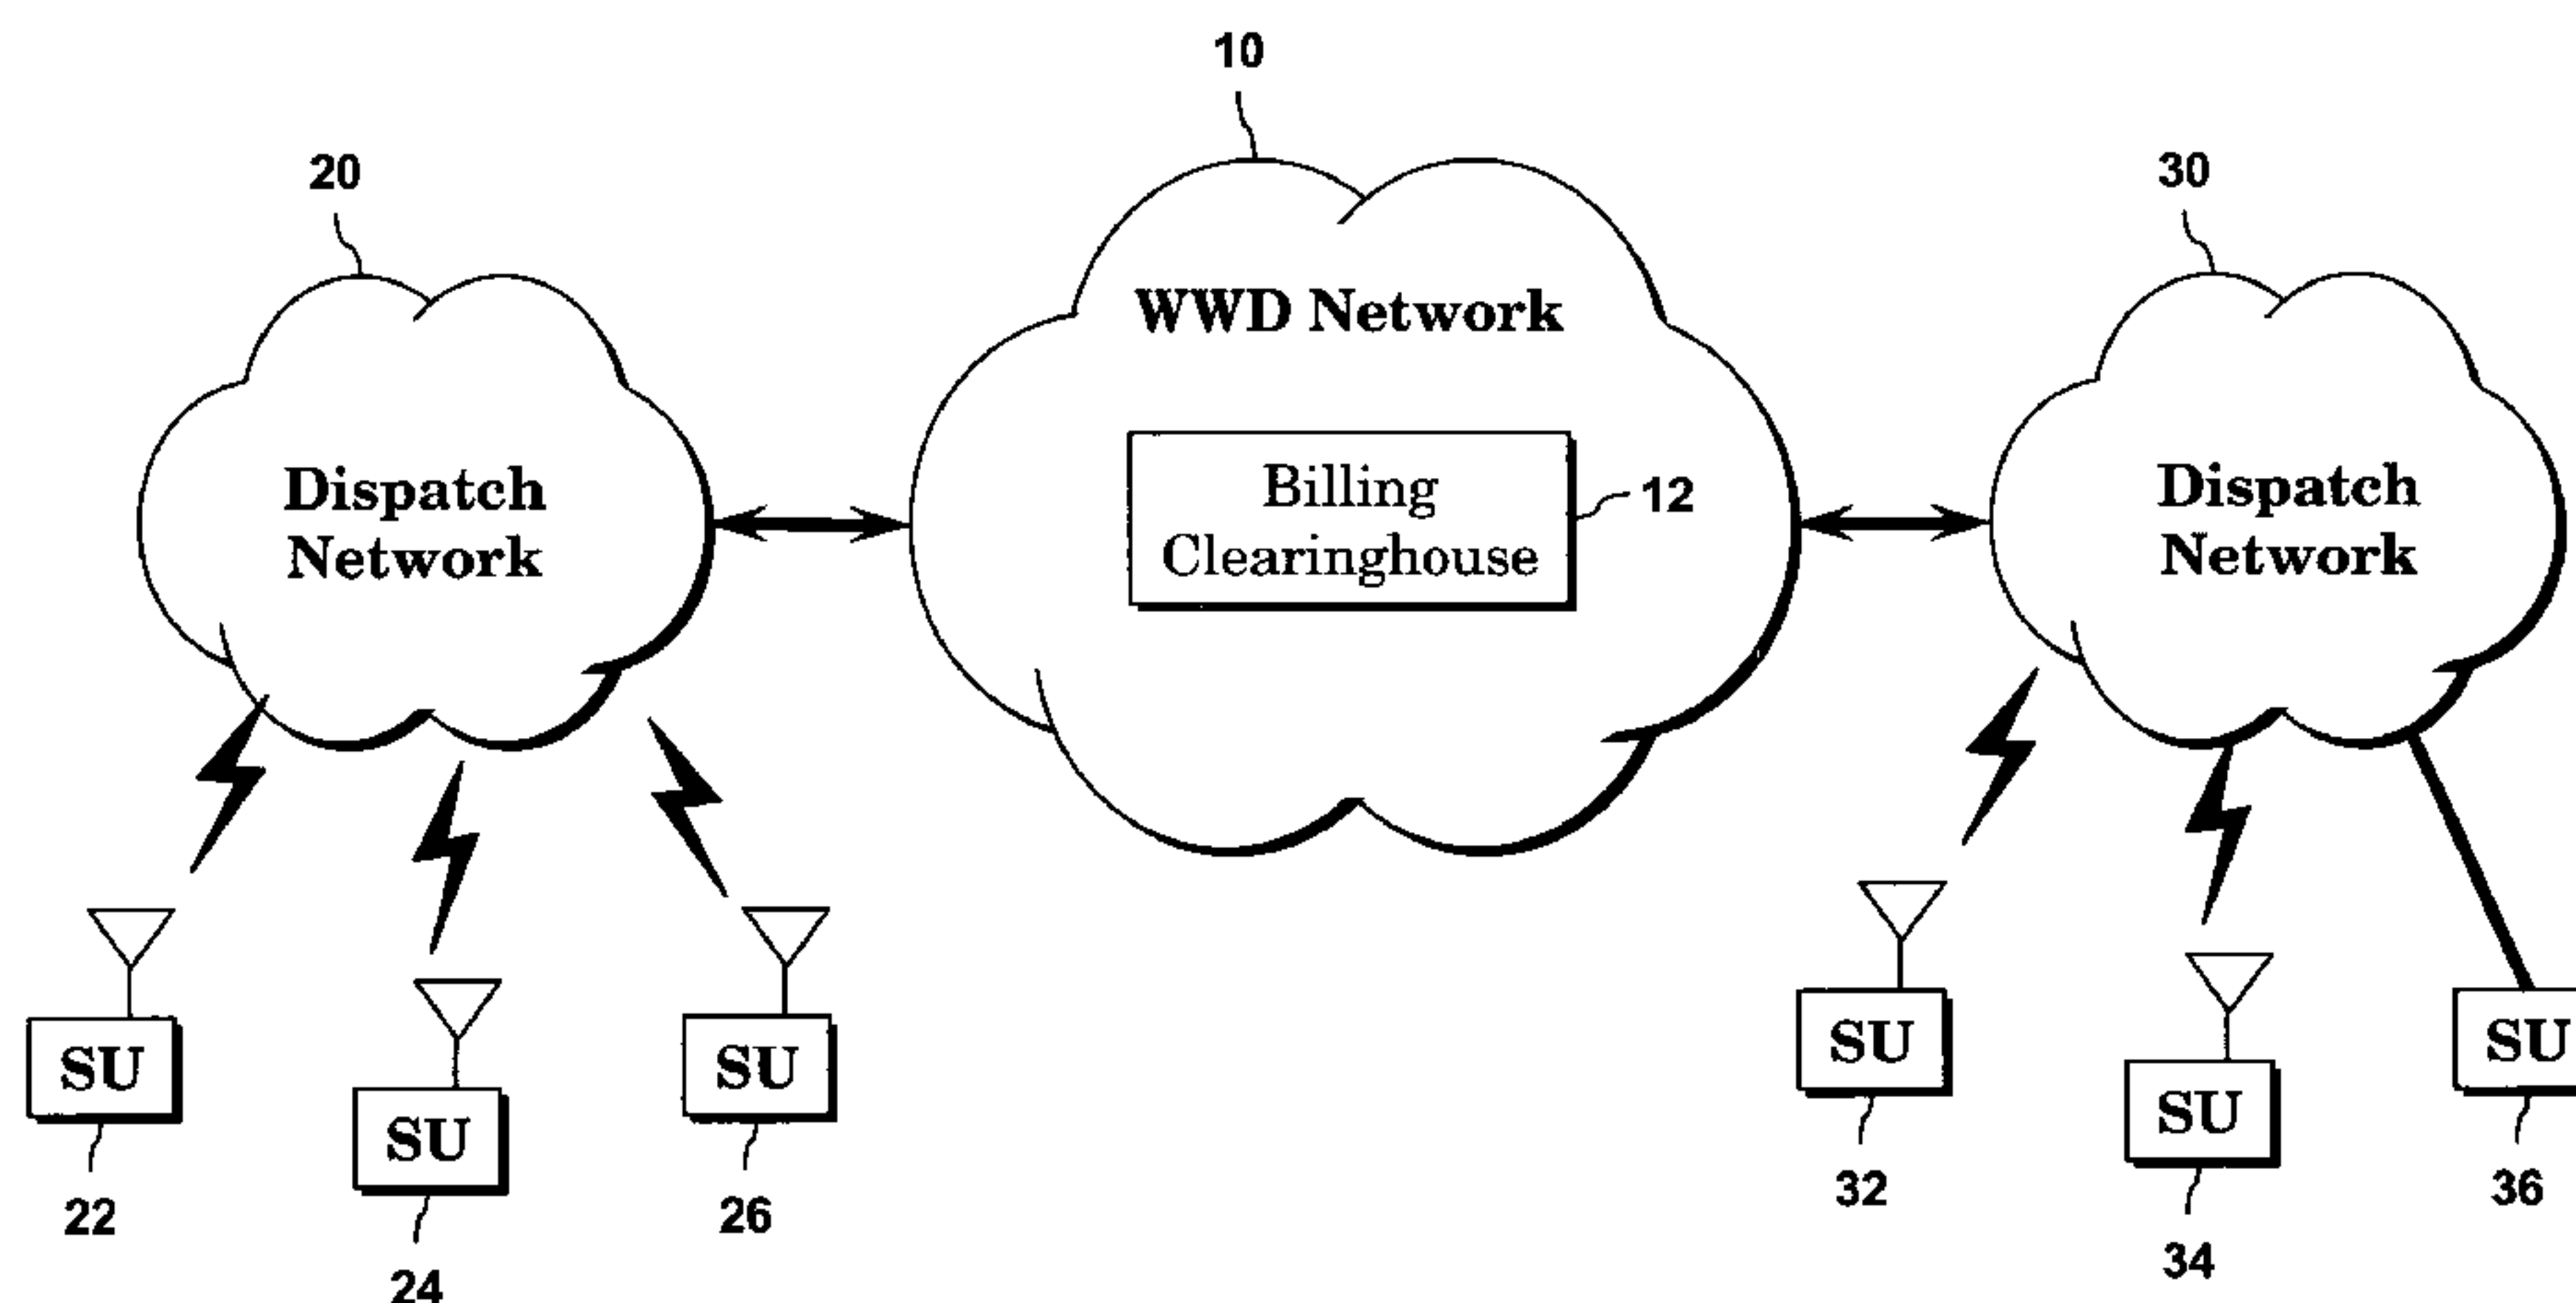 10
20
30
WWD Network
Billing
Clearinghouse
12
Dispatch
Network
Dispatch
Network
SU
22
SU
24
SU
26
SU
32
SU
34
SU
36